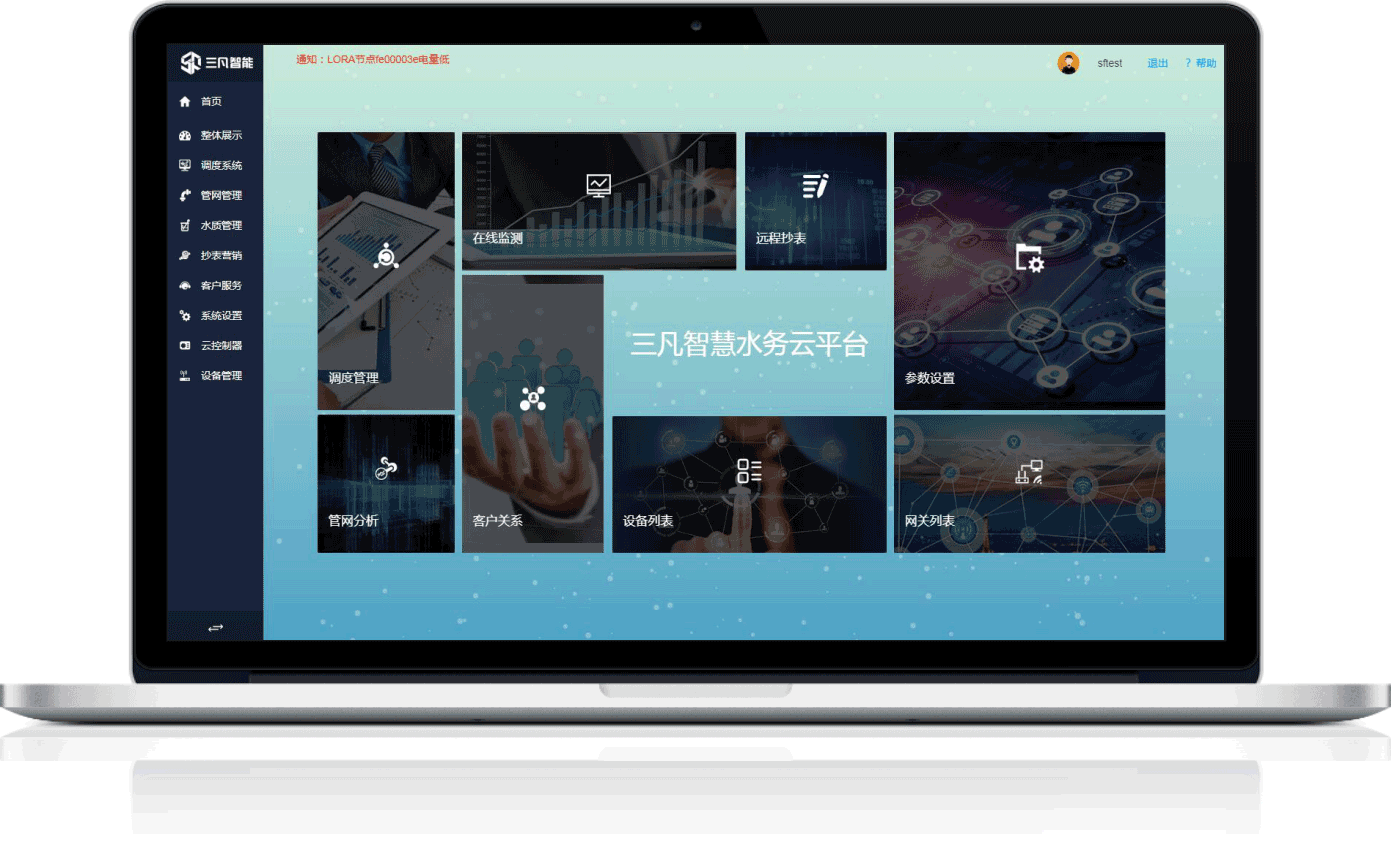 三凡智能
通知：LORA节点fe00003e电量低
sftest
退出
? 帮助
首页
整体展示
调度系统
管网管理
水质管理
抄表营销
客户服务
系统设置
云控制器
设备管理
在线监测
远程抄表
三凡智慧水务云平台
调度管理
参数设置
管网分析
客户关系
设备列表
网关列表